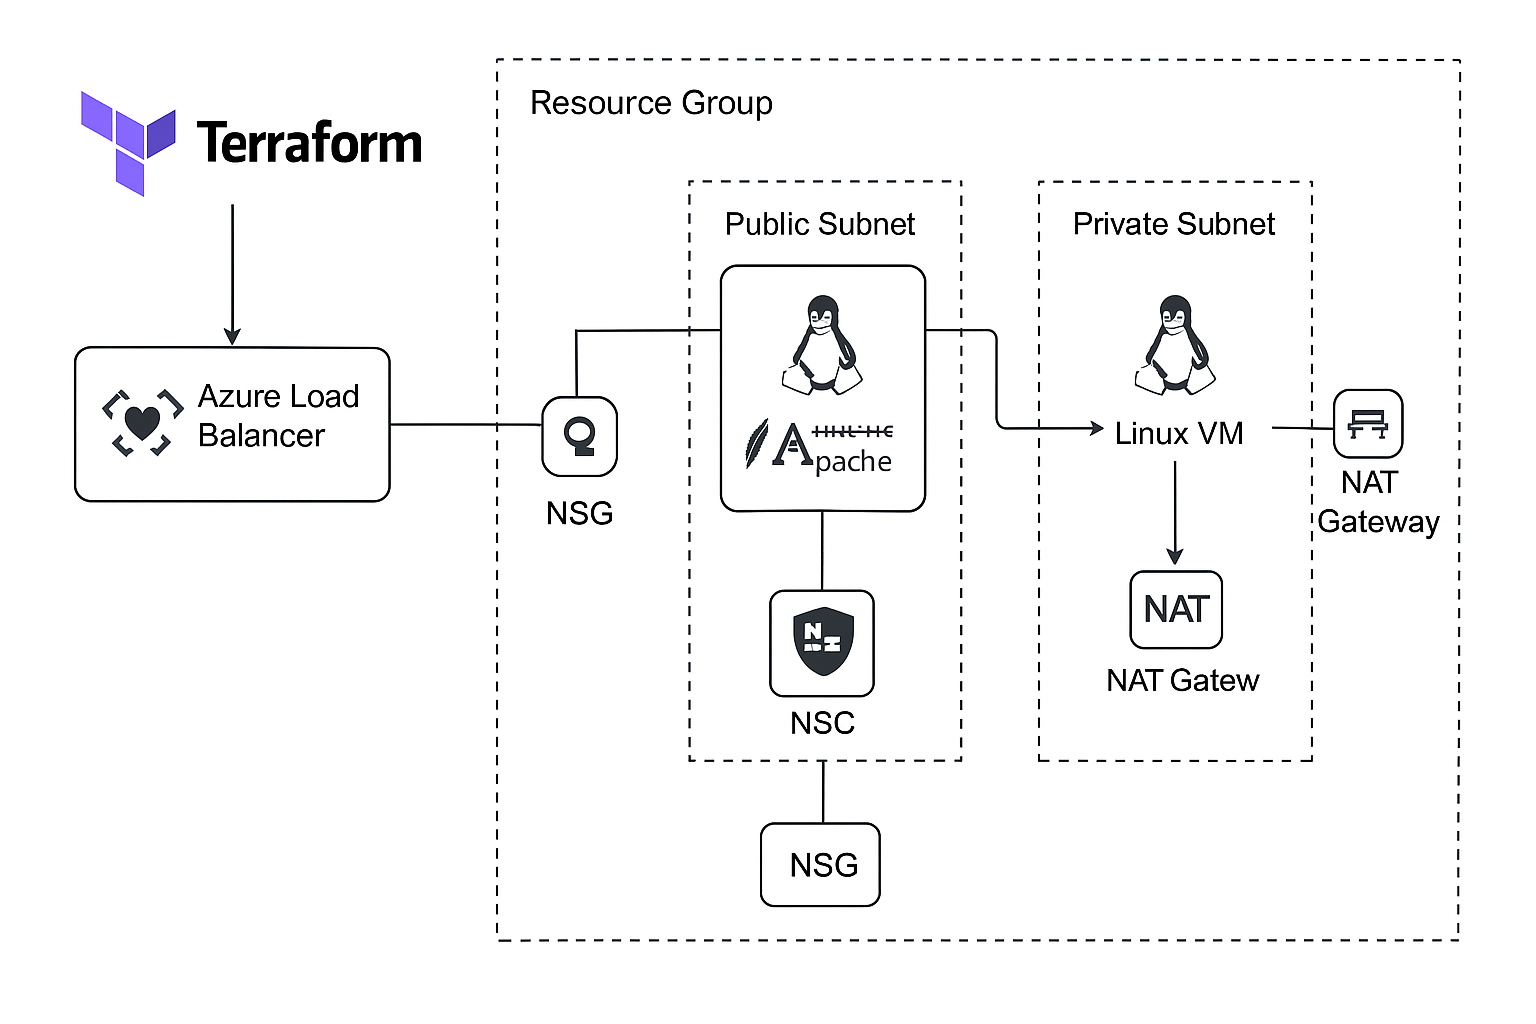 Terraform
Resource Group
Public Subnet
Private Subnet
Azure Load
Balancer
NSG
Apache
Linux VM
NAT
Gateway
NAT
NAT Gatew
NSC
NSG